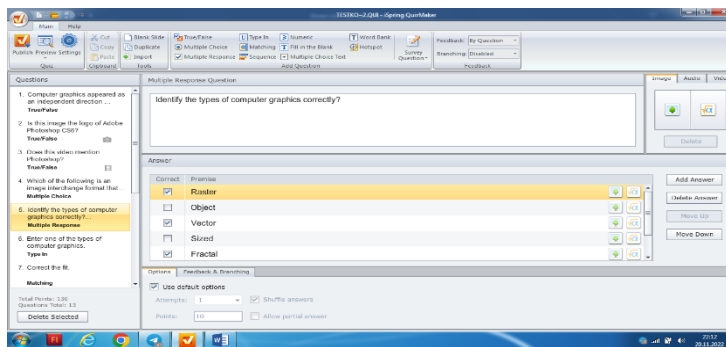 TESTKO~2.QUI - iSpring QuizMaker
Main Help
Publish Preview Settings
Quiz
Cut
Copy
Paste
Clipboard
Blank Slide
Duplicate
Import
Tools
True/False Type In Numeric Word Bank
Multiple Choice Matching Fill in the Blank Hotspot
Multiple Response Sequence Multiple Choice Text
Add Question
Survey Question
Feedback: By Question
Branching: Disabled
Feedback
Questions
1. Computer graphics appeared as
an independent direction ...
True/False
2. Is this image the logo of Adobe
Photoshop CS6?
True/False
3. Does this video mention
Photoshop?
True/False
4. Which of the following is an
image interchange format that...
Multiple Choice
5. Identify the types of computer
graphics correctly?...
Multiple Response
6. Enter one of the types of
computer graphics.
Type In
7. Correct the fit.
Matching
Total Points: 130
Questions Total: 13
Delete Selected
Multiple Response Question
Identify the types of computer graphics correctly?
Answer
Correct Premise
Raster
Object
Vector
Sized
Fractal
Options Feedback & Branching
Use default options
Attempts: 1 Shuffle answers
Points: 10 Allow partial answer
Image Audio Vide
Delete
Add Answer
Delete Answer
Move Up
Move Down
23:12
20.11.2022